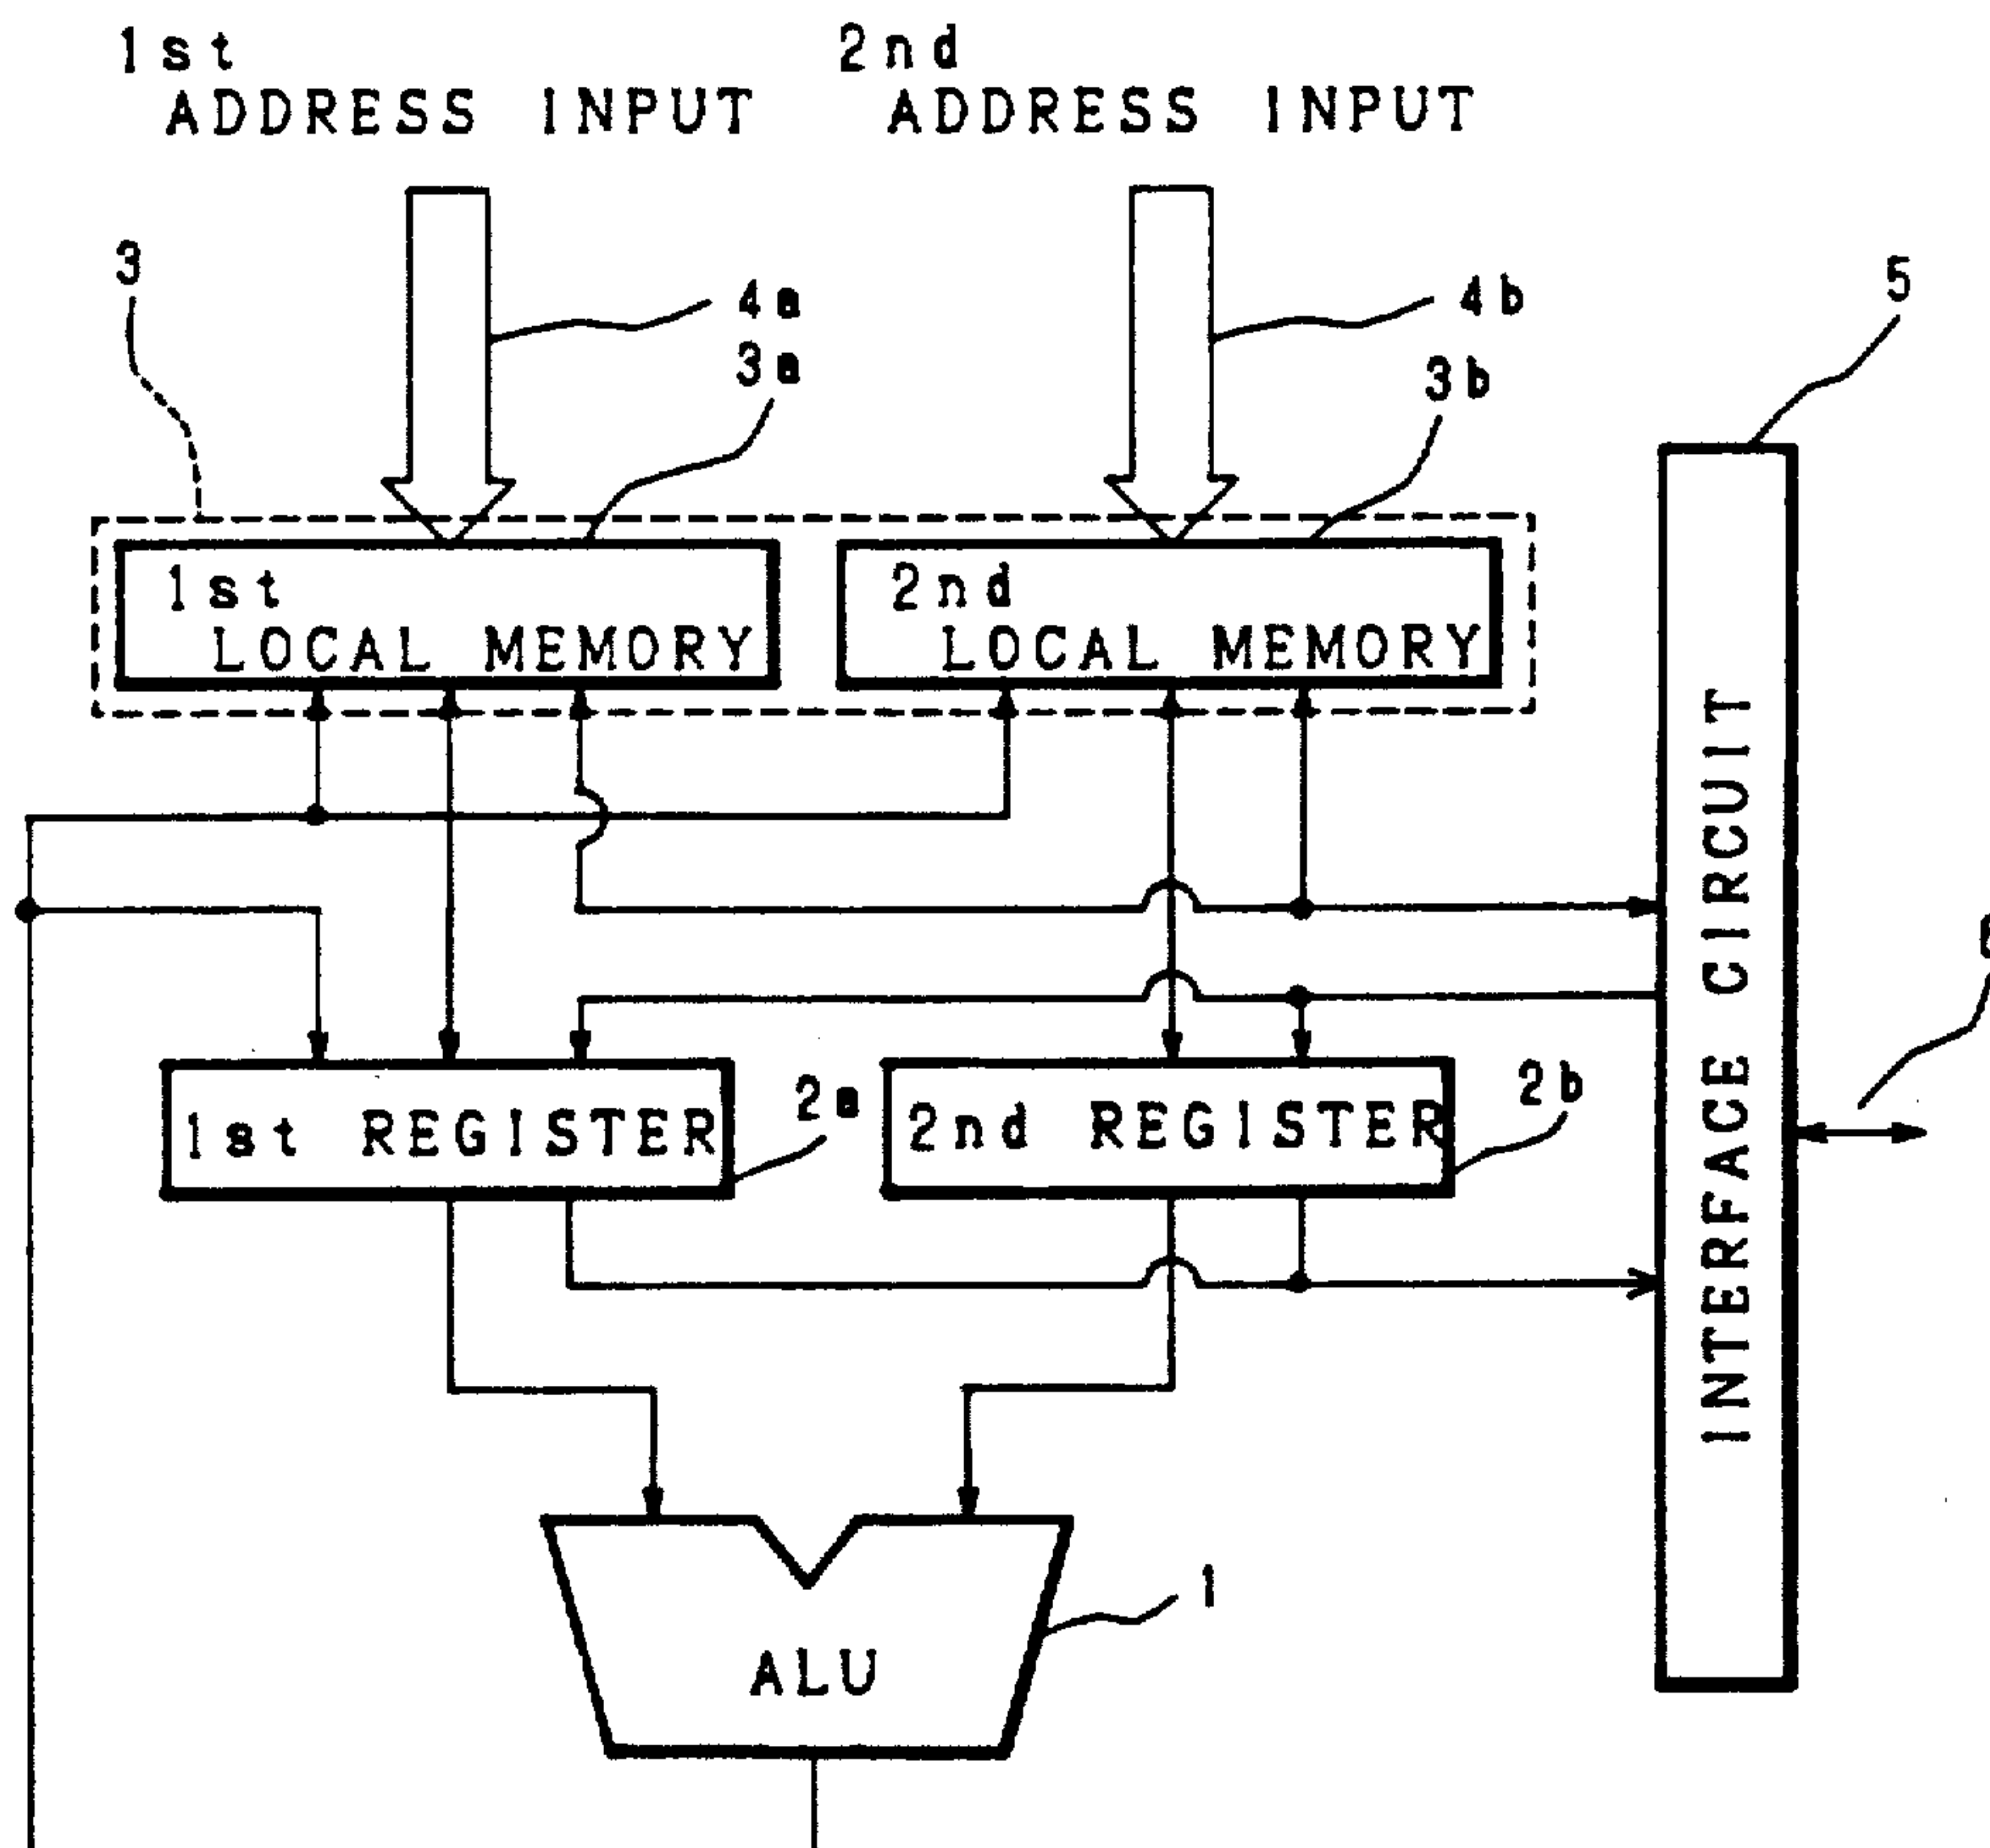 1st
ADDRESS INPUT
2nd
ADDRESS INPUT
3
4a
3a
4b
3b
5
1st
LOCAL MEMORY
2nd
LOCAL MEMORY
INTERFACE CIRCUIT
1st REGISTER
2a
2nd REGISTER
2b
1
ALU